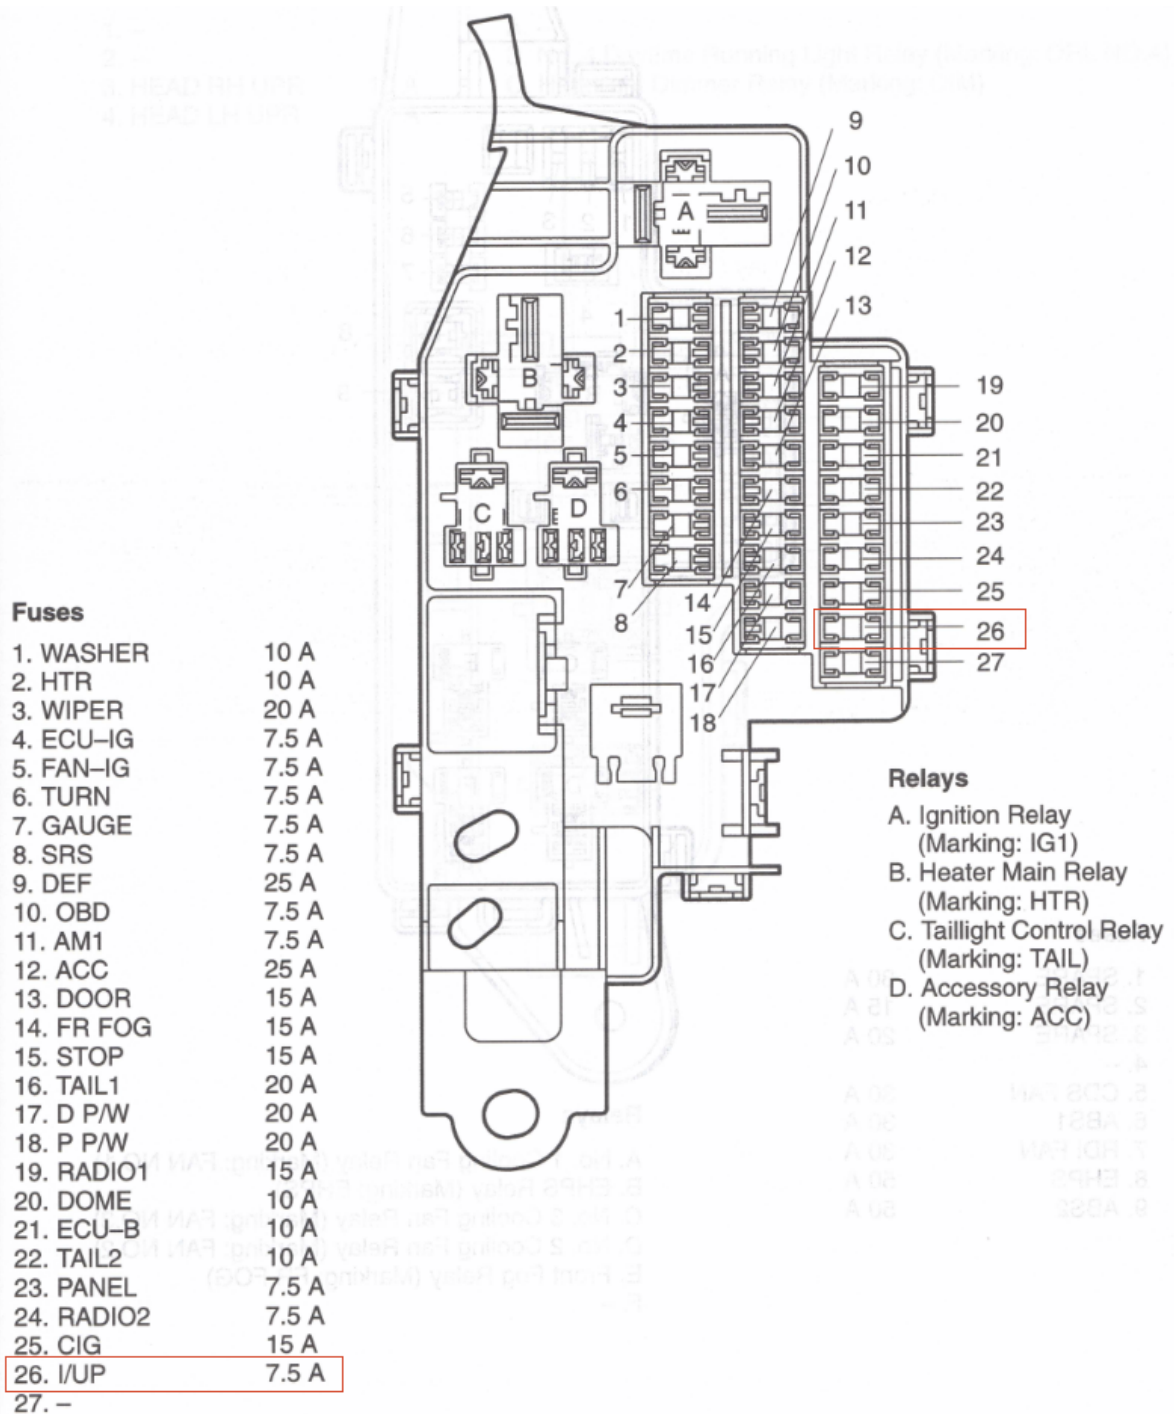 9
10
11
12
13
A
1
2
3
4
5
6
7
8
B
C
D
E
14
15
16
17
18
19
20
21
22
23
24
25
26
27
Fuses
1. WASHER 10 A
2. HTR 10 A
3. WIPER 20 A
4. ECU–IG 7.5 A
5. FAN–IG 7.5 A
6. TURN 7.5 A
7. GAUGE 7.5 A
8. SRS 7.5 A
9. DEF 25 A
10. OBD 7.5 A
11. AM1 7.5 A
12. ACC 25 A
13. DOOR 15 A
14. FR FOG 15 A
15. STOP 15 A
16. TAIL1 20 A
17. D P/W 20 A
18. P P/W 20 A
19. RADIO1 15 A
20. DOME 10 A
21. ECU–B 10 A
22. TAIL2 10 A
23. PANEL 7.5 A
24. RADIO2 7.5 A
25. CIG 15 A
26. I/UP 7.5 A
27. –
Relays
A. Ignition Relay
(Marking: IG1)
B. Heater Main Relay
(Marking: HTR)
C. Taillight Control Relay
(Marking: TAIL)
D. Accessory Relay
(Marking: ACC)